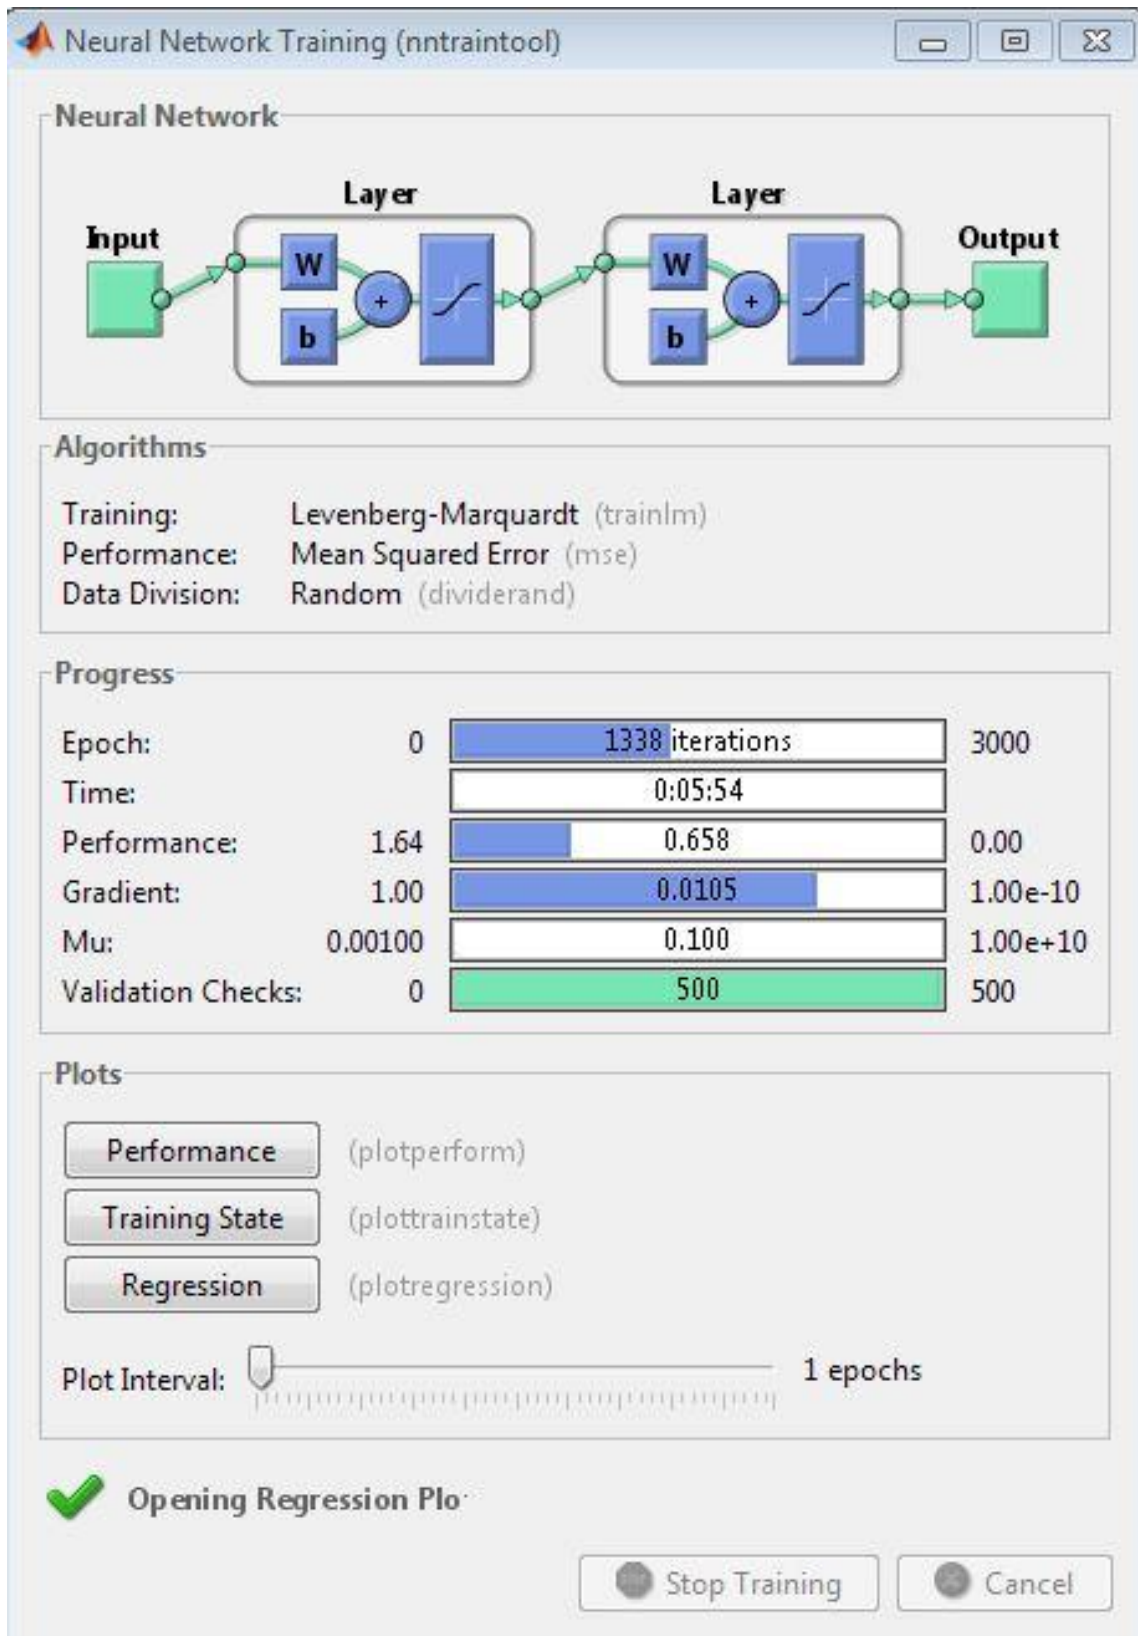 Neural Network Training (nntraintool)
Neural Network
Layer Layer
Input Output
W W
+ +
b b
Algorithms
Training: Levenberg-Marquardt (trainlm)
Performance: Mean Squared Error (mse)
Data Division: Random (dividerand)
Progress
Epoch: 0 1338 iterations 3000
Time: 0:05:54
Performance: 1.64 0.658 0.00
Gradient: 1.00 0.0105 1.00e-10
Mu: 0.00100 0.100 1.00e+10
Validation Checks: 0 500 500
Plots
Performance (plotperform)
Training State (plottrainstate)
Regression (plotregression)
Plot Interval: 1 epochs
Opening Regression Plo
Stop Training Cancel